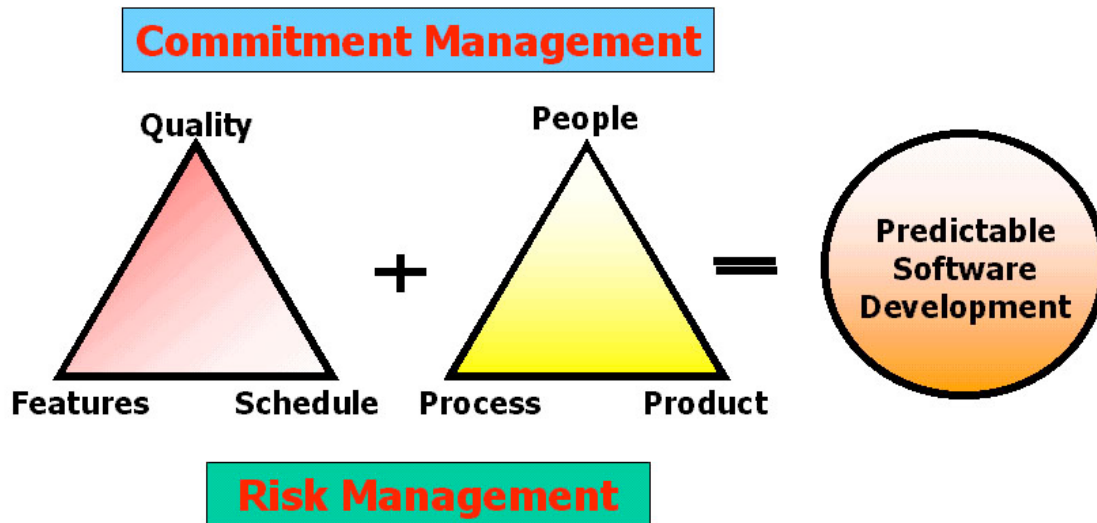 Commitment Management
Quality
People
+
=
Predictable
Software
Development
Features
Schedule
Process
Product
Risk Management